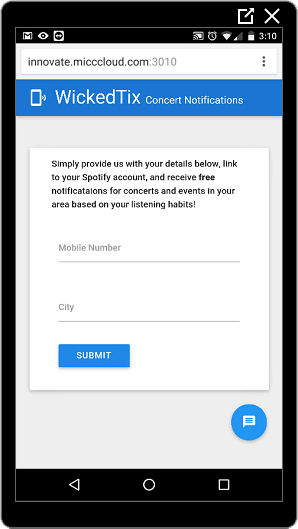 3:10
innovate.micccloud.com:3010
WickedTix Concert Notifications
Simply provide us with your details below, link
to your Spotify account, and receive free
notificataions for concerts and events in your
area based on your listening habits!
Mobile Number
City
SUBMIT